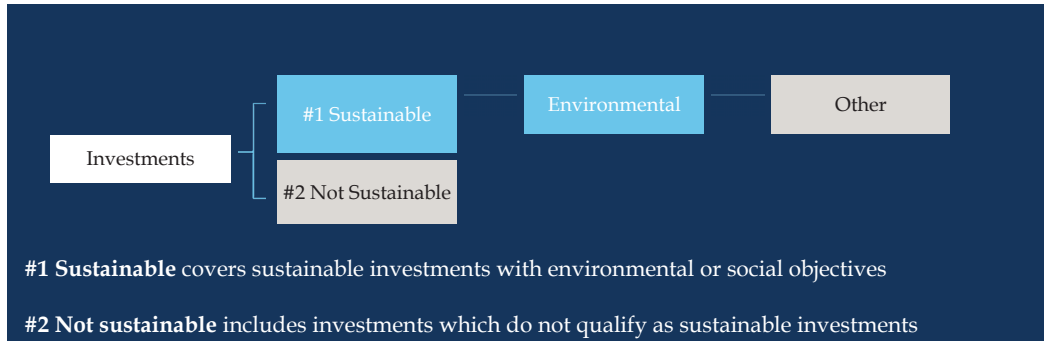 #1 Sustainable
Environmental
Other
Investments
#2 Not Sustainable
#1 Sustainable covers sustainable investments with environmental or social objectives
#2 Not sustainable includes investments which do not qualify as sustainable investments